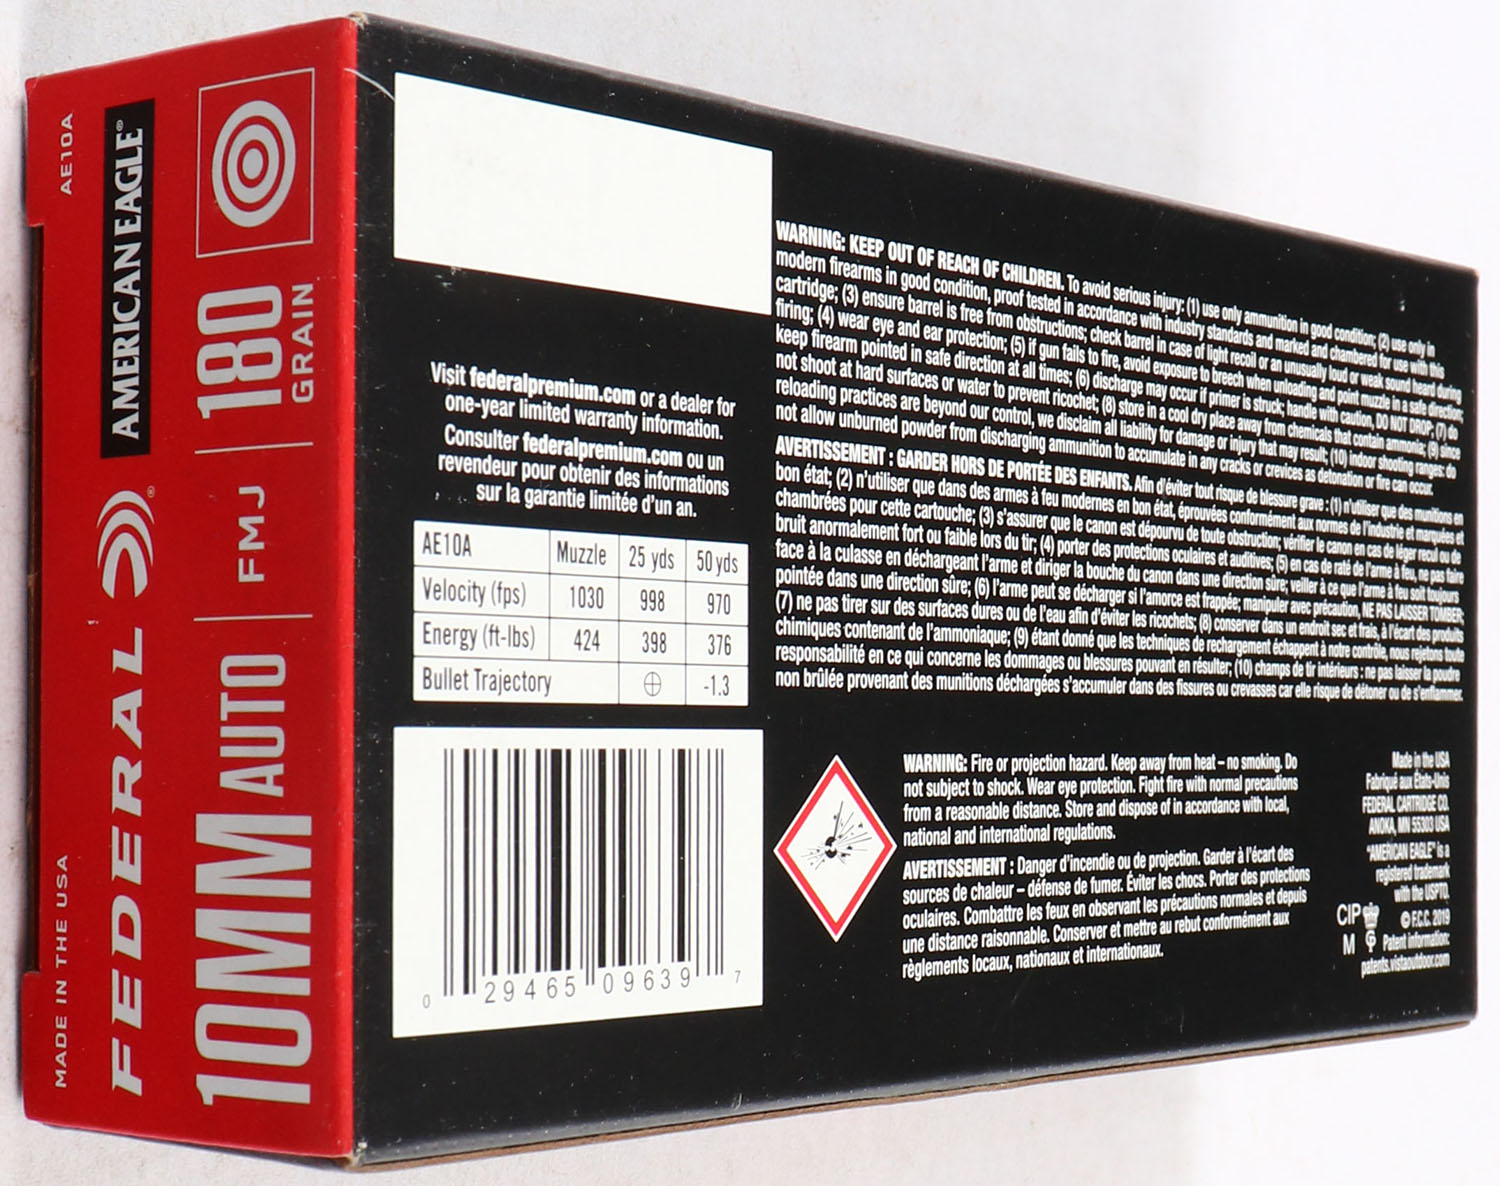 MADE IN THE USA AE10A
FEDERAL® AMERICAN EAGLE®
10MM AUTO FMJ 180 GRAIN
Visit federalpremium.com or a dealer for
one-year limited warranty information.
Consulter federalpremium.com ou un
revendeur pour obtenir des informations
sur la garantie limitée d'un an.
AE10A Muzzle 25 yds 50 yds
Velocity (fps) 1030 998 970
Energy (ft-lbs) 424 398 376
Bullet Trajectory ⊕ -1.3
0 29465 09639 7
WARNING: KEEP OUT OF REACH OF CHILDREN. To avoid serious injury: (1) use only ammunition in good condition; (2) use only in
modern firearms in good condition, proof tested in accordance with industry standards and marked and chambered for use with this
cartridge; (3) ensure barrel is free from obstructions; check barrel in case of light recoil or an unusually loud or weak sound heard during
firing; (4) wear eye and ear protection; (5) if gun fails to fire, avoid exposure to breech when unloading and point muzzle in a safe direction;
keep firearm pointed in safe direction at all times; (6) discharge may occur if primer is struck; handle with caution, DO NOT DROP; (7) do
not shoot at hard surfaces or water to prevent ricochet; (8) store in a cool dry place away from chemicals that contain ammonia; (9) since
reloading practices are beyond our control, we disclaim all liability for damage or injury that may result; (10) indoor shooting ranges: do
not allow unburned powder from discharging ammunition to accumulate in any cracks or crevices as detonation or fire can occur.
AVERTISSEMENT : GARDER HORS DE PORTÉE DES ENFANTS. Afin d'éviter tout risque de blessure grave : (1) n'utiliser que des munitions en
bon état; (2) n'utiliser que dans des armes à feu modernes en bon état, éprouvées conformément aux normes de l'industrie et marquées et
chambrées pour cette cartouche; (3) s'assurer que le canon est dépourvu de toute obstruction; vérifier le canon en cas de léger recul ou de
bruit anormalement fort ou faible lors du tir; (4) porter des protections oculaires et auditives; (5) en cas de raté de l'arme à feu, ne pas faire
face à la culasse en déchargeant l'arme et diriger la bouche du canon dans une direction sûre; veiller à ce que l'arme à feu soit toujours
pointée dans une direction sûre; (6) l'arme peut se décharger si l'amorce est frappée; manipuler avec précaution, NE PAS LAISSER TOMBER;
(7) ne pas tirer sur des surfaces dures ou de l'eau afin d'éviter les ricochets; (8) conserver dans un endroit sec et frais, à l'écart des produits
chimiques contenant de l'ammoniaque; (9) étant donné que les techniques de rechargement échappent à notre contrôle, nous rejetons toute
responsabilité en ce qui concerne les dommages ou blessures pouvant en résulter; (10) champs de tir intérieurs : ne pas laisser la poudre
non brûlée provenant des munitions déchargées s'accumuler dans des fissures ou crevasses car elle risque de détoner ou de s'enflammer.
WARNING: Fire or projection hazard. Keep away from heat – no smoking. Do
not subject to shock. Wear eye protection. Fight fire with normal precautions
from a reasonable distance. Store and dispose of in accordance with local,
national and international regulations.
AVERTISSEMENT : Danger d'incendie ou de projection. Garder à l'écart des
sources de chaleur – défense de fumer. Éviter les chocs. Porter des protections
oculaires. Combattre les feux en observant les précautions normales et depuis
une distance raisonnable. Conserver et mettre au rebut conformément aux
règlements locaux, nationaux et internationaux.
Made in the USA
Fabriqué aux États-Unis
FEDERAL CARTRIDGE CO.
ANOKA, MN 55303 USA
"AMERICAN EAGLE" is a
registered trademark
with the USPTO.
CIP © F.C.C. 2019
M Patent information:
patents.vistaoutdoor.com